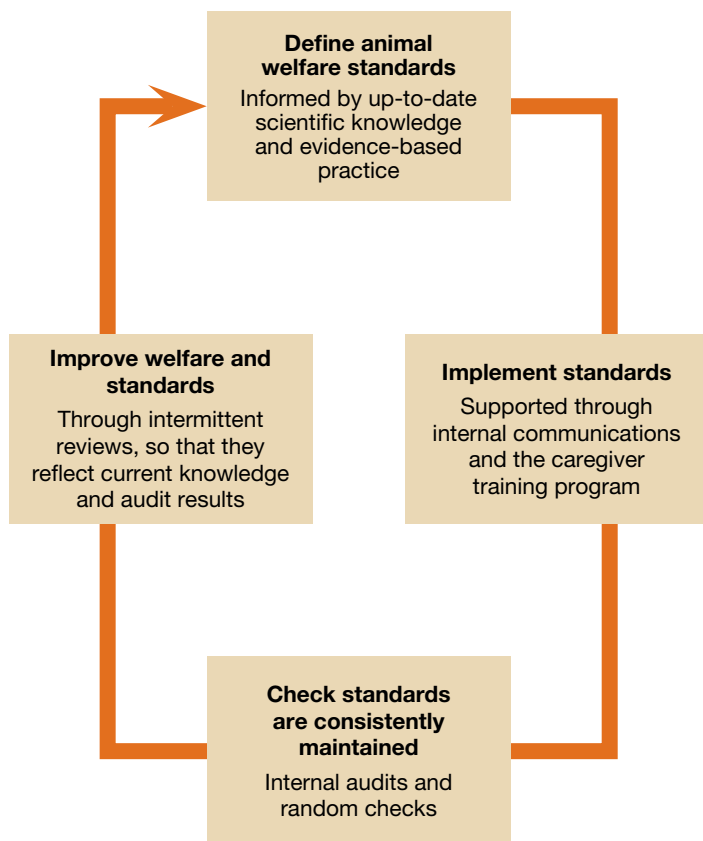 Define animal
welfare standards
Informed by up-to-date
scientific knowledge
and evidence-based
practice
Implement standards
Supported through
internal communications
and the caregiver
training program
Check standards
are consistently
maintained
Internal audits and
random checks
Improve welfare and
standards
Through intermittent
reviews, so that they
reflect current knowledge
and audit results